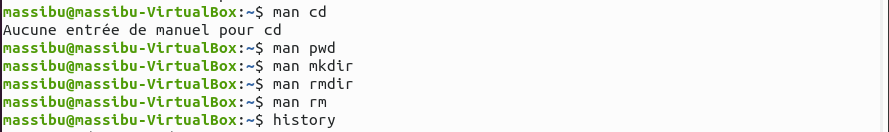 massibu@massibu-VirtualBox:~$ man cd
Aucune entrée de manuel pour cd
massibu@massibu-VirtualBox:~$ man pwd
massibu@massibu-VirtualBox:~$ man mkdir
massibu@massibu-VirtualBox:~$ man rmdir
massibu@massibu-VirtualBox:~$ man rm
massibu@massibu-VirtualBox:~$ history